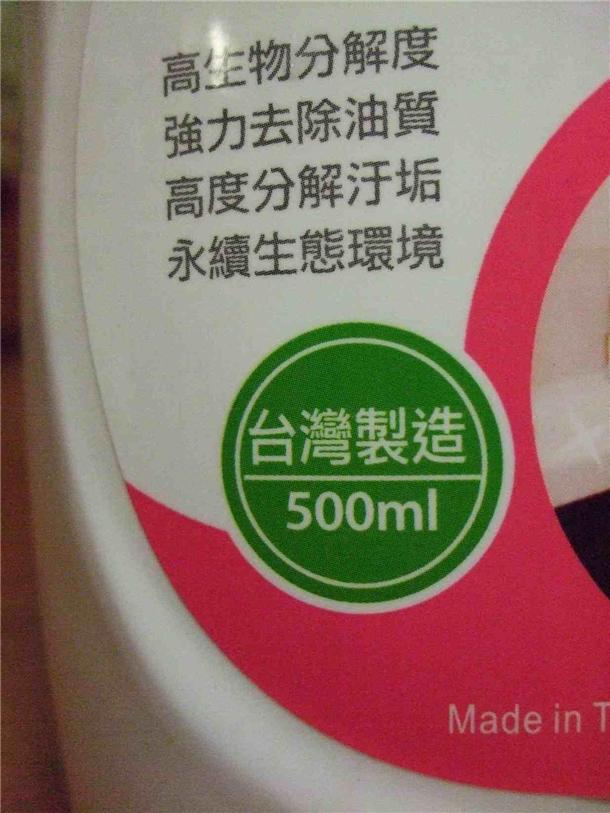 高生物分解度
強力去除油質
高度分解汙垢
永續生態環境
台灣製造
500ml
Made in T